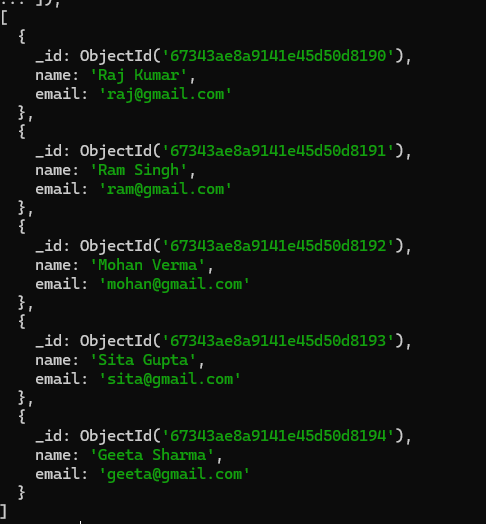 ... ]);
[
  {
    _id: ObjectId('67343ae8a9141e45d50d8190'),
    name: 'Raj Kumar',
    email: 'raj@gmail.com'
  },
  {
    _id: ObjectId('67343ae8a9141e45d50d8191'),
    name: 'Ram Singh',
    email: 'ram@gmail.com'
  },
  {
    _id: ObjectId('67343ae8a9141e45d50d8192'),
    name: 'Mohan Verma',
    email: 'mohan@gmail.com'
  },
  {
    _id: ObjectId('67343ae8a9141e45d50d8193'),
    name: 'Sita Gupta',
    email: 'sita@gmail.com'
  },
  {
    _id: ObjectId('67343ae8a9141e45d50d8194'),
    name: 'Geeta Sharma',
    email: 'geeta@gmail.com'
  }
]